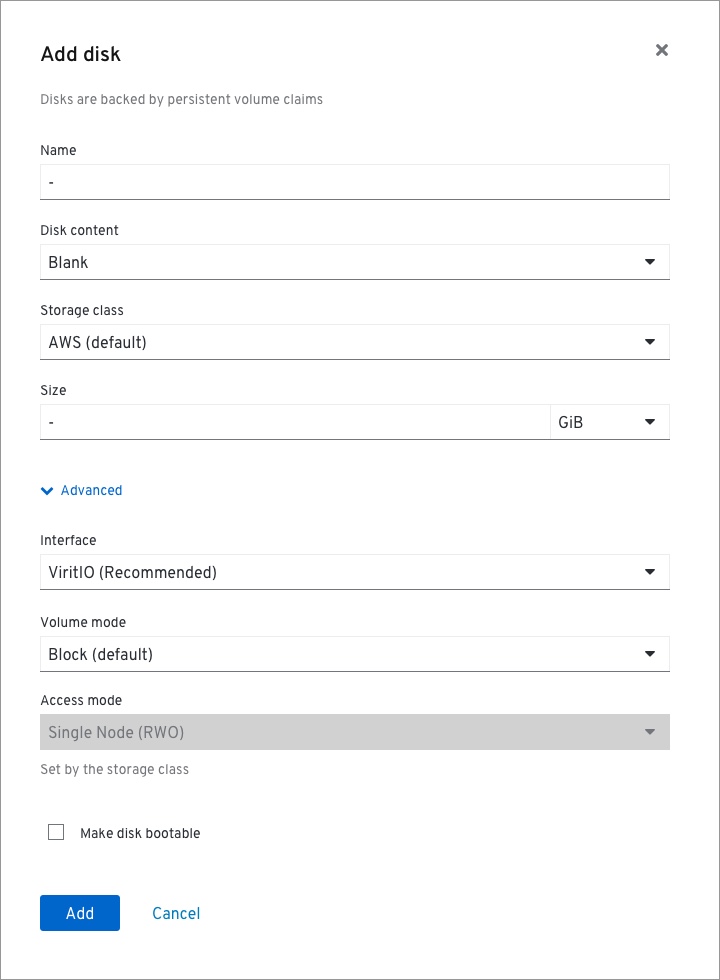 Add disk
Disks are backed by persistent volume claims
Name
-
Disk content
Blank
Storage class
AWS (default)
Size
- GiB
Advanced
Interface
ViritIO (Recommended)
Volume mode
Block (default)
Access mode
Single Node (RWO)
Set by the storage class
Make disk bootable
Add Cancel